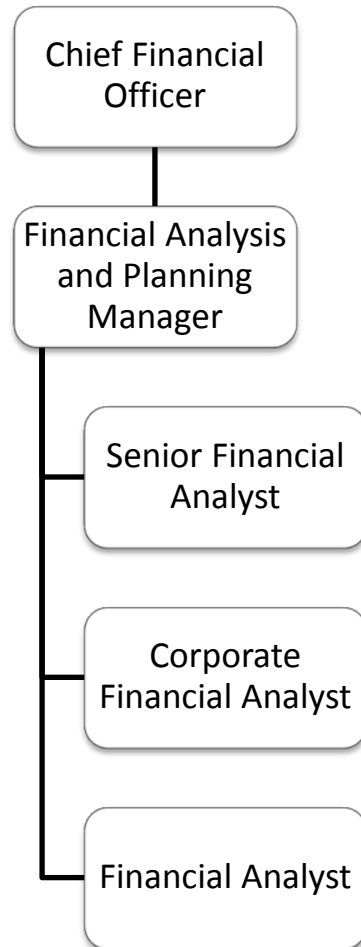 Chief Financial
Officer
Financial Analysis
and Planning
Manager
Senior Financial
Analyst
Corporate
Financial Analyst
Financial Analyst